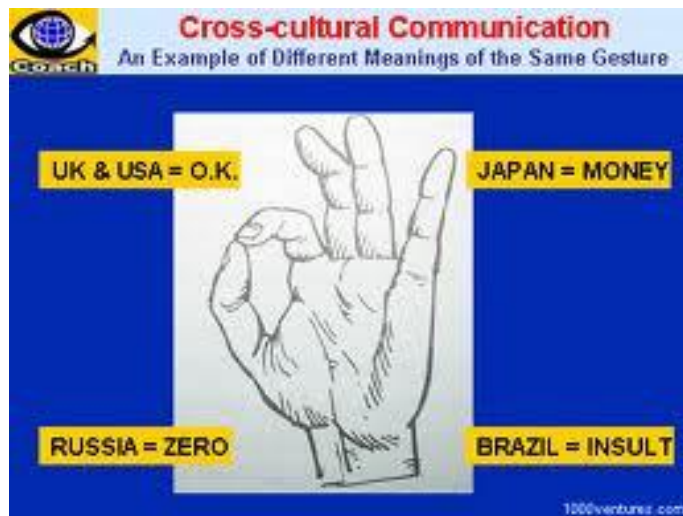 Cross-cultural Communication
An Example of Different Meanings of the Same Gesture
Coach
UK & USA = O.K.
JAPAN = MONEY
RUSSIA = ZERO
BRAZIL = INSULT
1000ventures.com